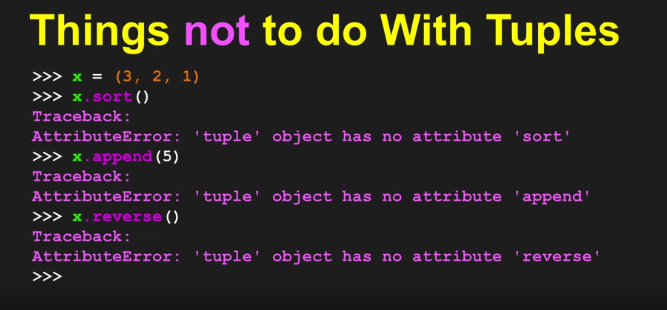 Things not to do With Tuples
>>> x = (3, 2, 1)
>>> x.sort()
Traceback:
AttributeError: 'tuple' object has no attribute 'sort'
>>> x.append(5)
Traceback:
AttributeError: 'tuple' object has no attribute 'append'
>>> x.reverse()
Traceback:
AttributeError: 'tuple' object has no attribute 'reverse'
>>>